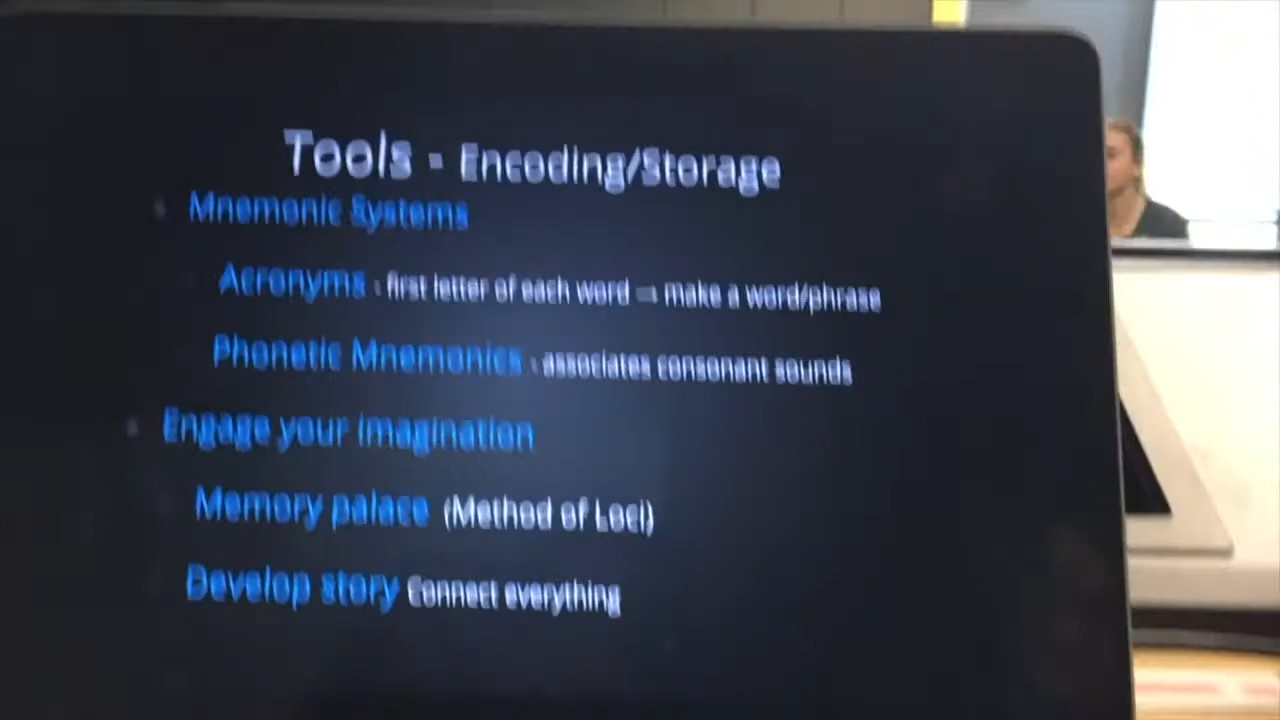 Tools - Encoding/Storage
Mnemonic Systems
Acronyms - first letter of each word => make a word/phrase
Phonetic Mnemonics - associates consonant sounds
Engage your imagination
Memory palace (Method of Loci)
Develop story Connect everything